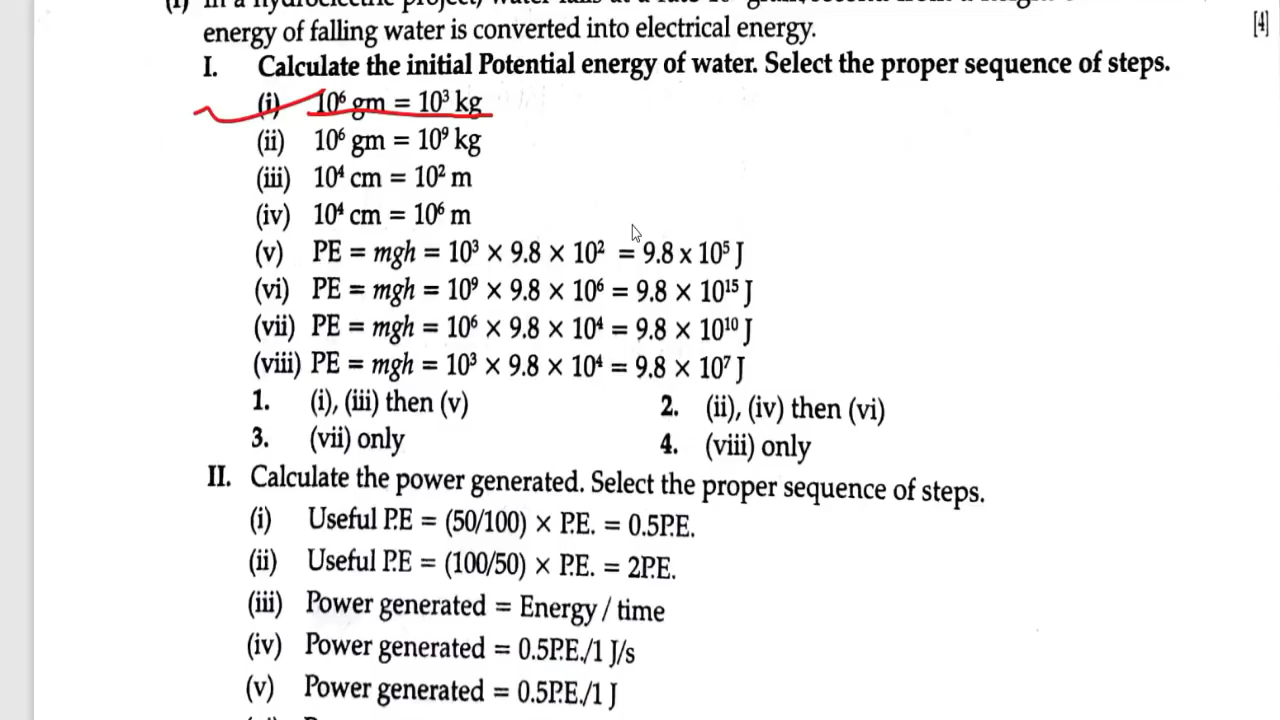 energy of falling water is converted into electrical energy.
[4]
I. Calculate the initial Potential energy of water. Select the proper sequence of steps.
(i) 10⁶ gm = 10³ kg
(ii) 10⁶ gm = 10⁹ kg
(iii) 10⁴ cm = 10² m
(iv) 10⁴ cm = 10⁶ m
(v) PE = mgh = 10³ × 9.8 × 10² = 9.8 x 10⁵ J
(vi) PE = mgh = 10⁹ × 9.8 × 10⁶ = 9.8 × 10¹⁵ J
(vii) PE = mgh = 10⁶ × 9.8 × 10⁴ = 9.8 × 10¹⁰ J
(viii) PE = mgh = 10³ × 9.8 × 10⁴ = 9.8 × 10⁷ J
1. (i), (iii) then (v) 2. (ii), (iv) then (vi)
3. (vii) only 4. (viii) only
II. Calculate the power generated. Select the proper sequence of steps.
(i) Useful P.E = (50/100) × P.E. = 0.5P.E.
(ii) Useful P.E = (100/50) × P.E. = 2P.E.
(iii) Power generated = Energy / time
(iv) Power generated = 0.5P.E./1 J/s
(v) Power generated = 0.5P.E./1 J